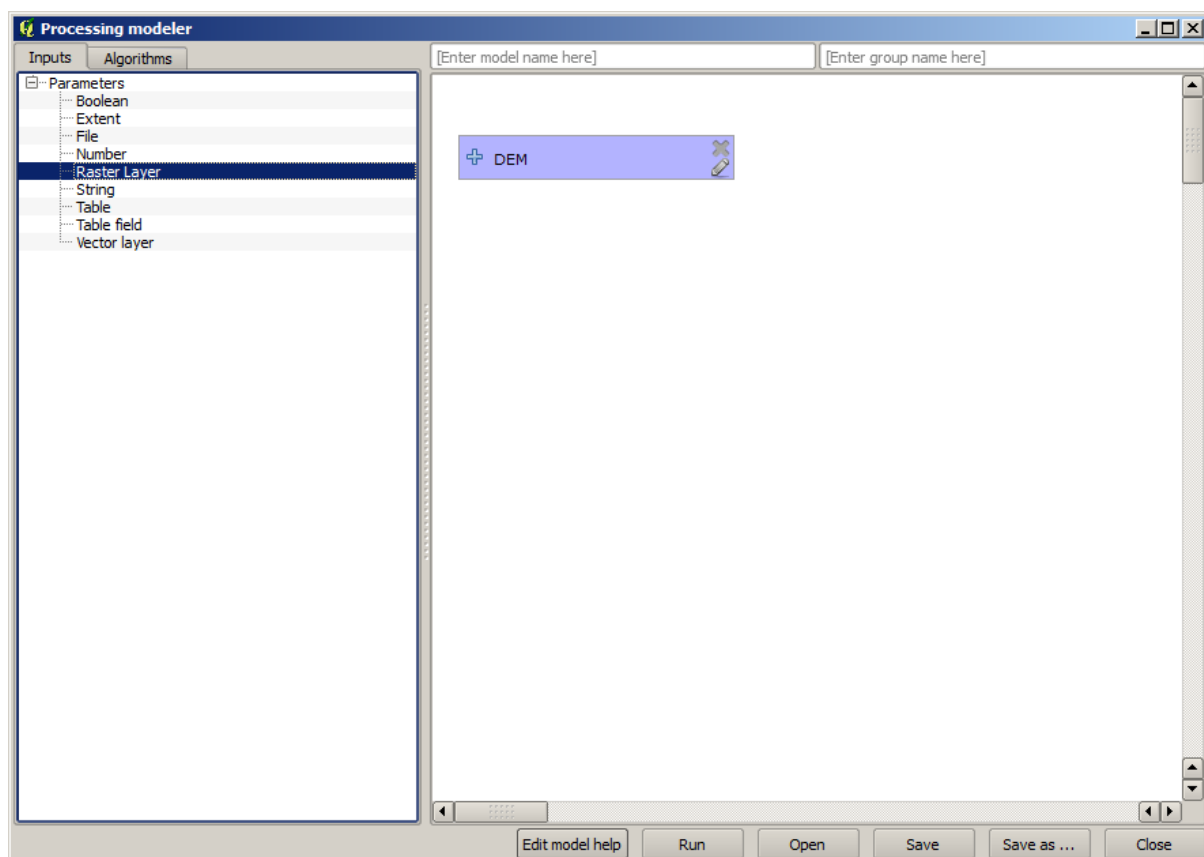 Processing modeler
Inputs Algorithms [Enter model name here] [Enter group name here]
Parameters
Boolean
Extent
File
Number
Raster Layer
String
Table
Table field
Vector layer
DEM
Edit model help Run Open Save Save as ... Close